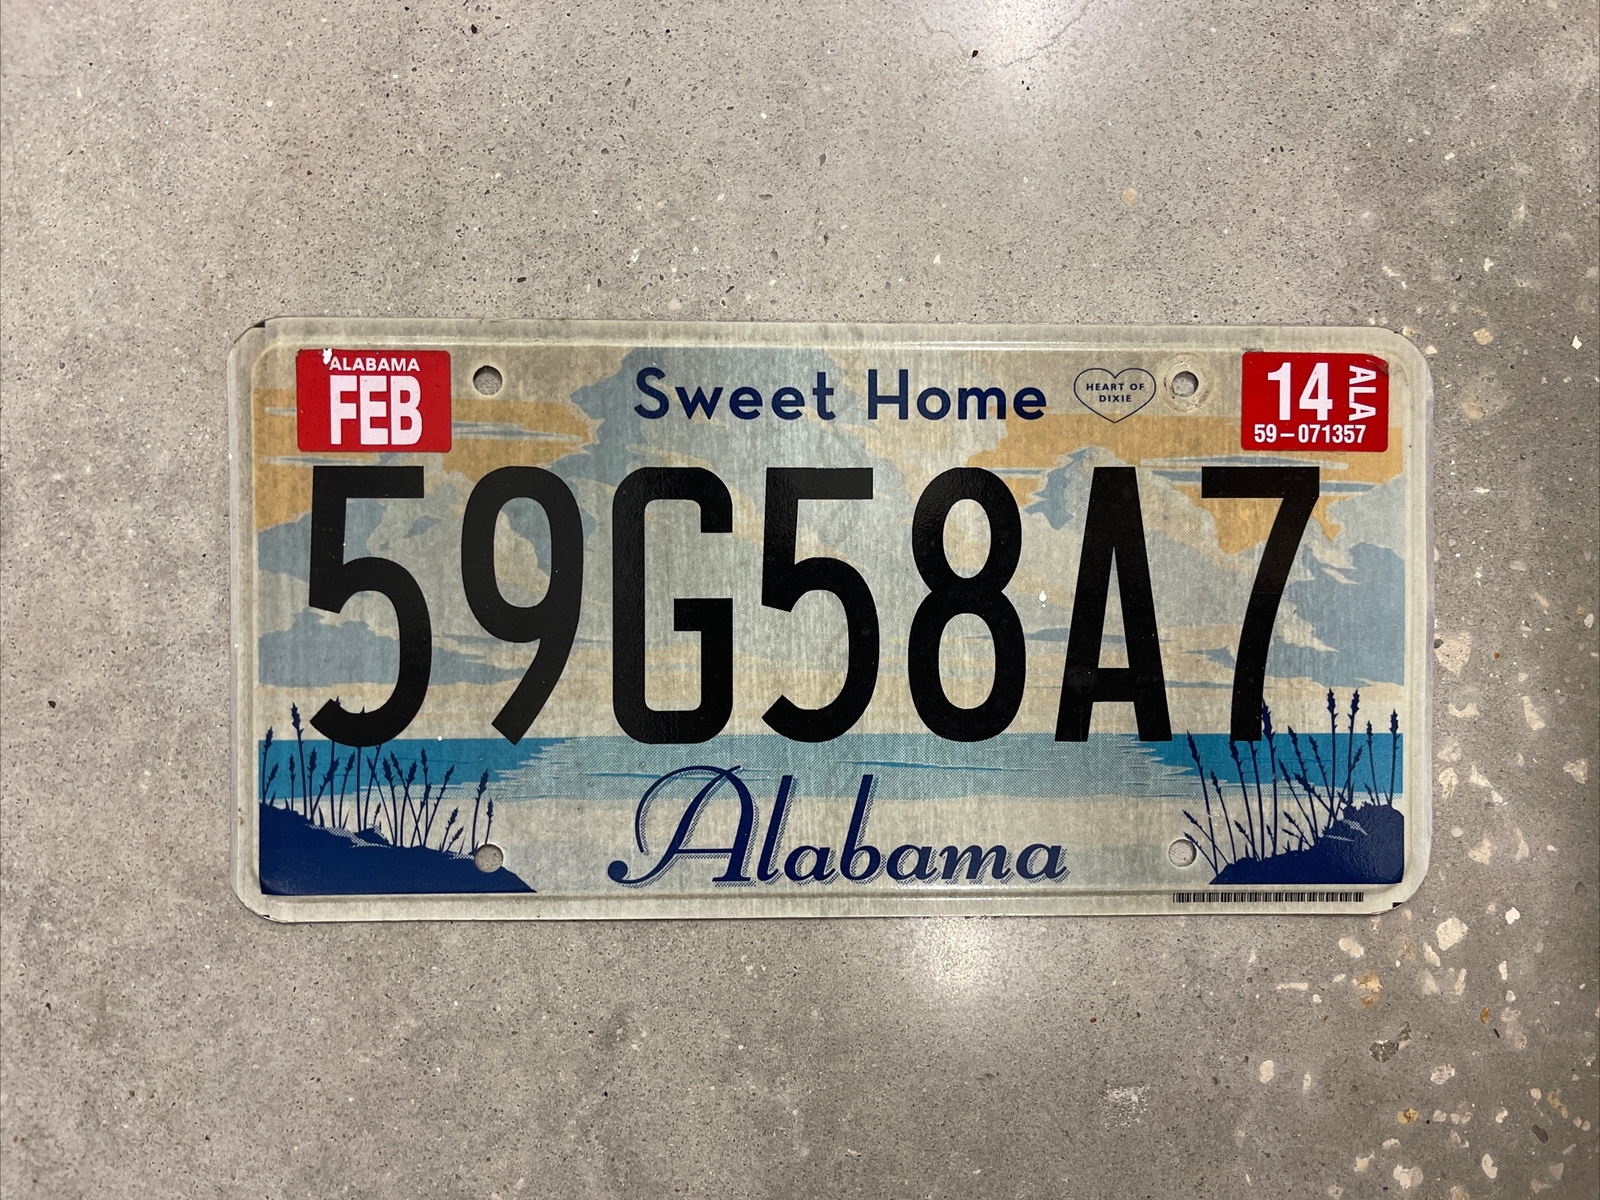 ALABAMA
FEB
Sweet Home
HEART OF
DIXIE
14
ALA
59-071357
59G58A7
Alabama